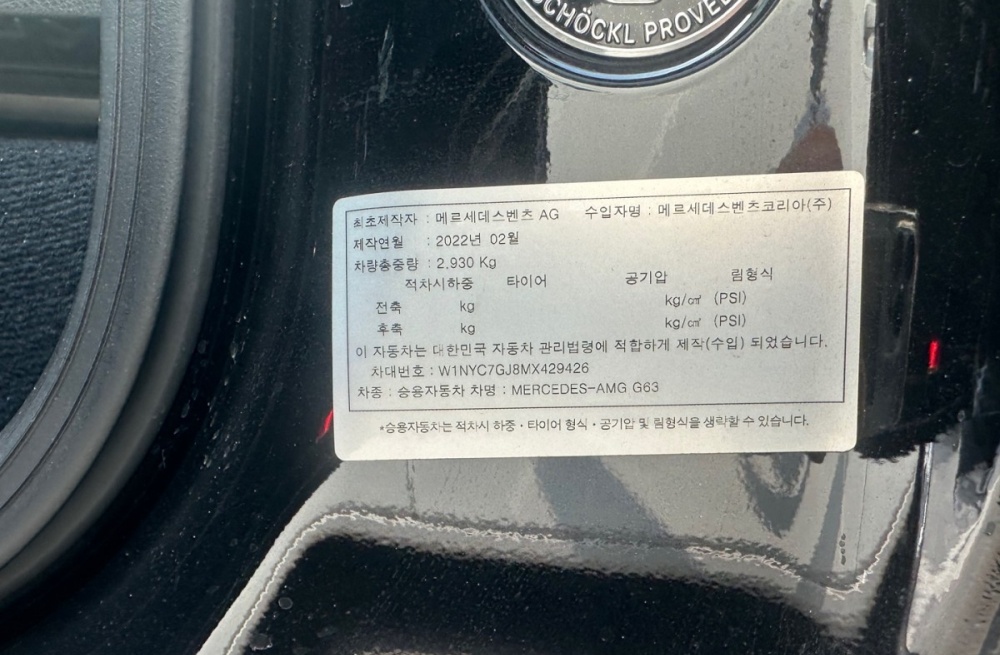 SCHÖCKL PROVED
최초제작자 : 메르세데스벤츠 AG 수입자명 : 메르세데스벤츠코리아(주)
제작연월 : 2022년 02월
차량총중량 : 2.930 Kg
적차시하중 타이어 공기압 림형식
전축 kg kg/㎠ (PSI)
후축 kg kg/㎠ (PSI)
이 자동차는 대한민국 자동차 관리법령에 적합하게 제작(수입) 되었습니다.
차대번호 : W1NYC7GJ8MX429426
차종 : 승용자동차 차명 : MERCEDES-AMG G63
*승용자동차는 적차시 하중·타이어 형식·공기압 및 림형식을 생략할 수 있습니다.